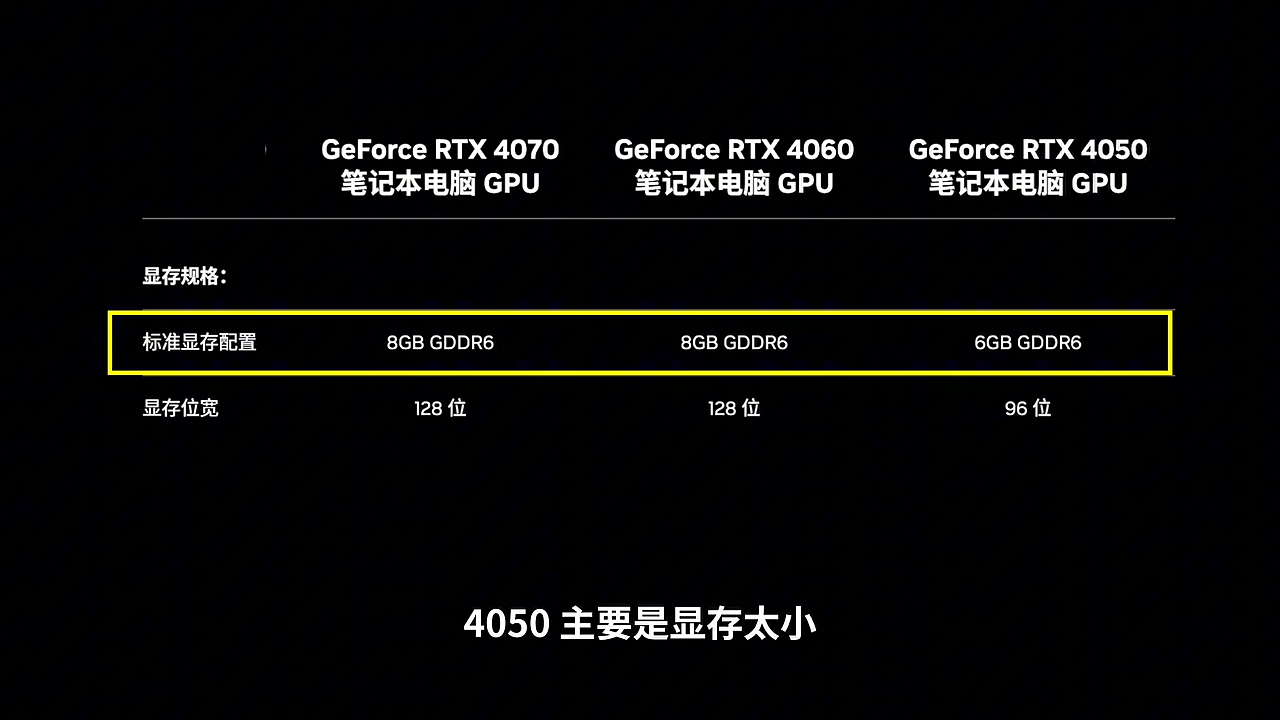 GeForce RTX 4070 GeForce RTX 4060 GeForce RTX 4050
笔记本电脑 GPU 笔记本电脑 GPU 笔记本电脑 GPU
显存规格：
标准显存配置 8GB GDDR6 8GB GDDR6 6GB GDDR6
显存位宽 128 位 128 位 96 位
4050 主要是显存太小